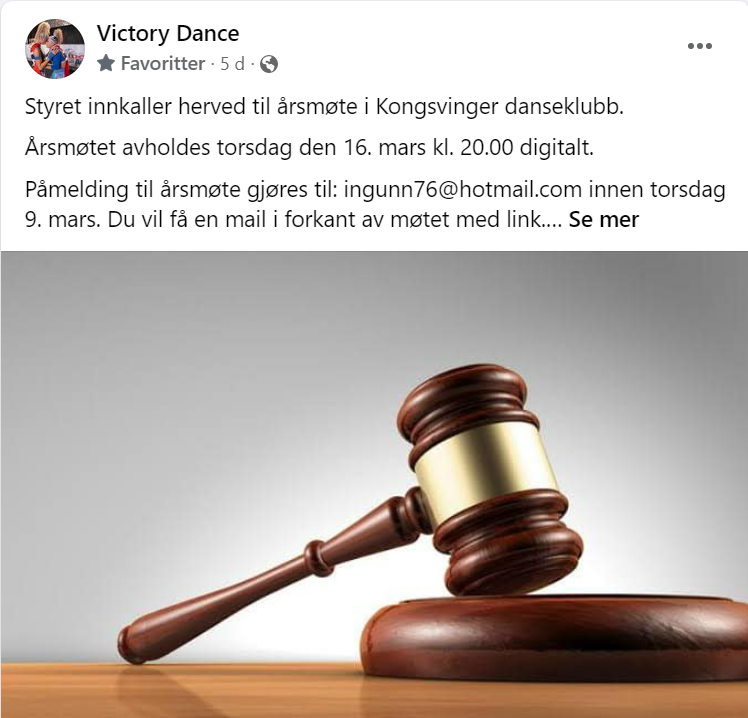 Victory Dance
Favoritter · 5 d ·
Styret innkaller herved til årsmøte i Kongsvinger danseklubb.
Årsmøtet avholdes torsdag den 16. mars kl. 20.00 digitalt.
Påmelding til årsmøte gjøres til: ingunn76@hotmail.com innen torsdag
9. mars. Du vil få en mail i forkant av møtet med link.... Se mer